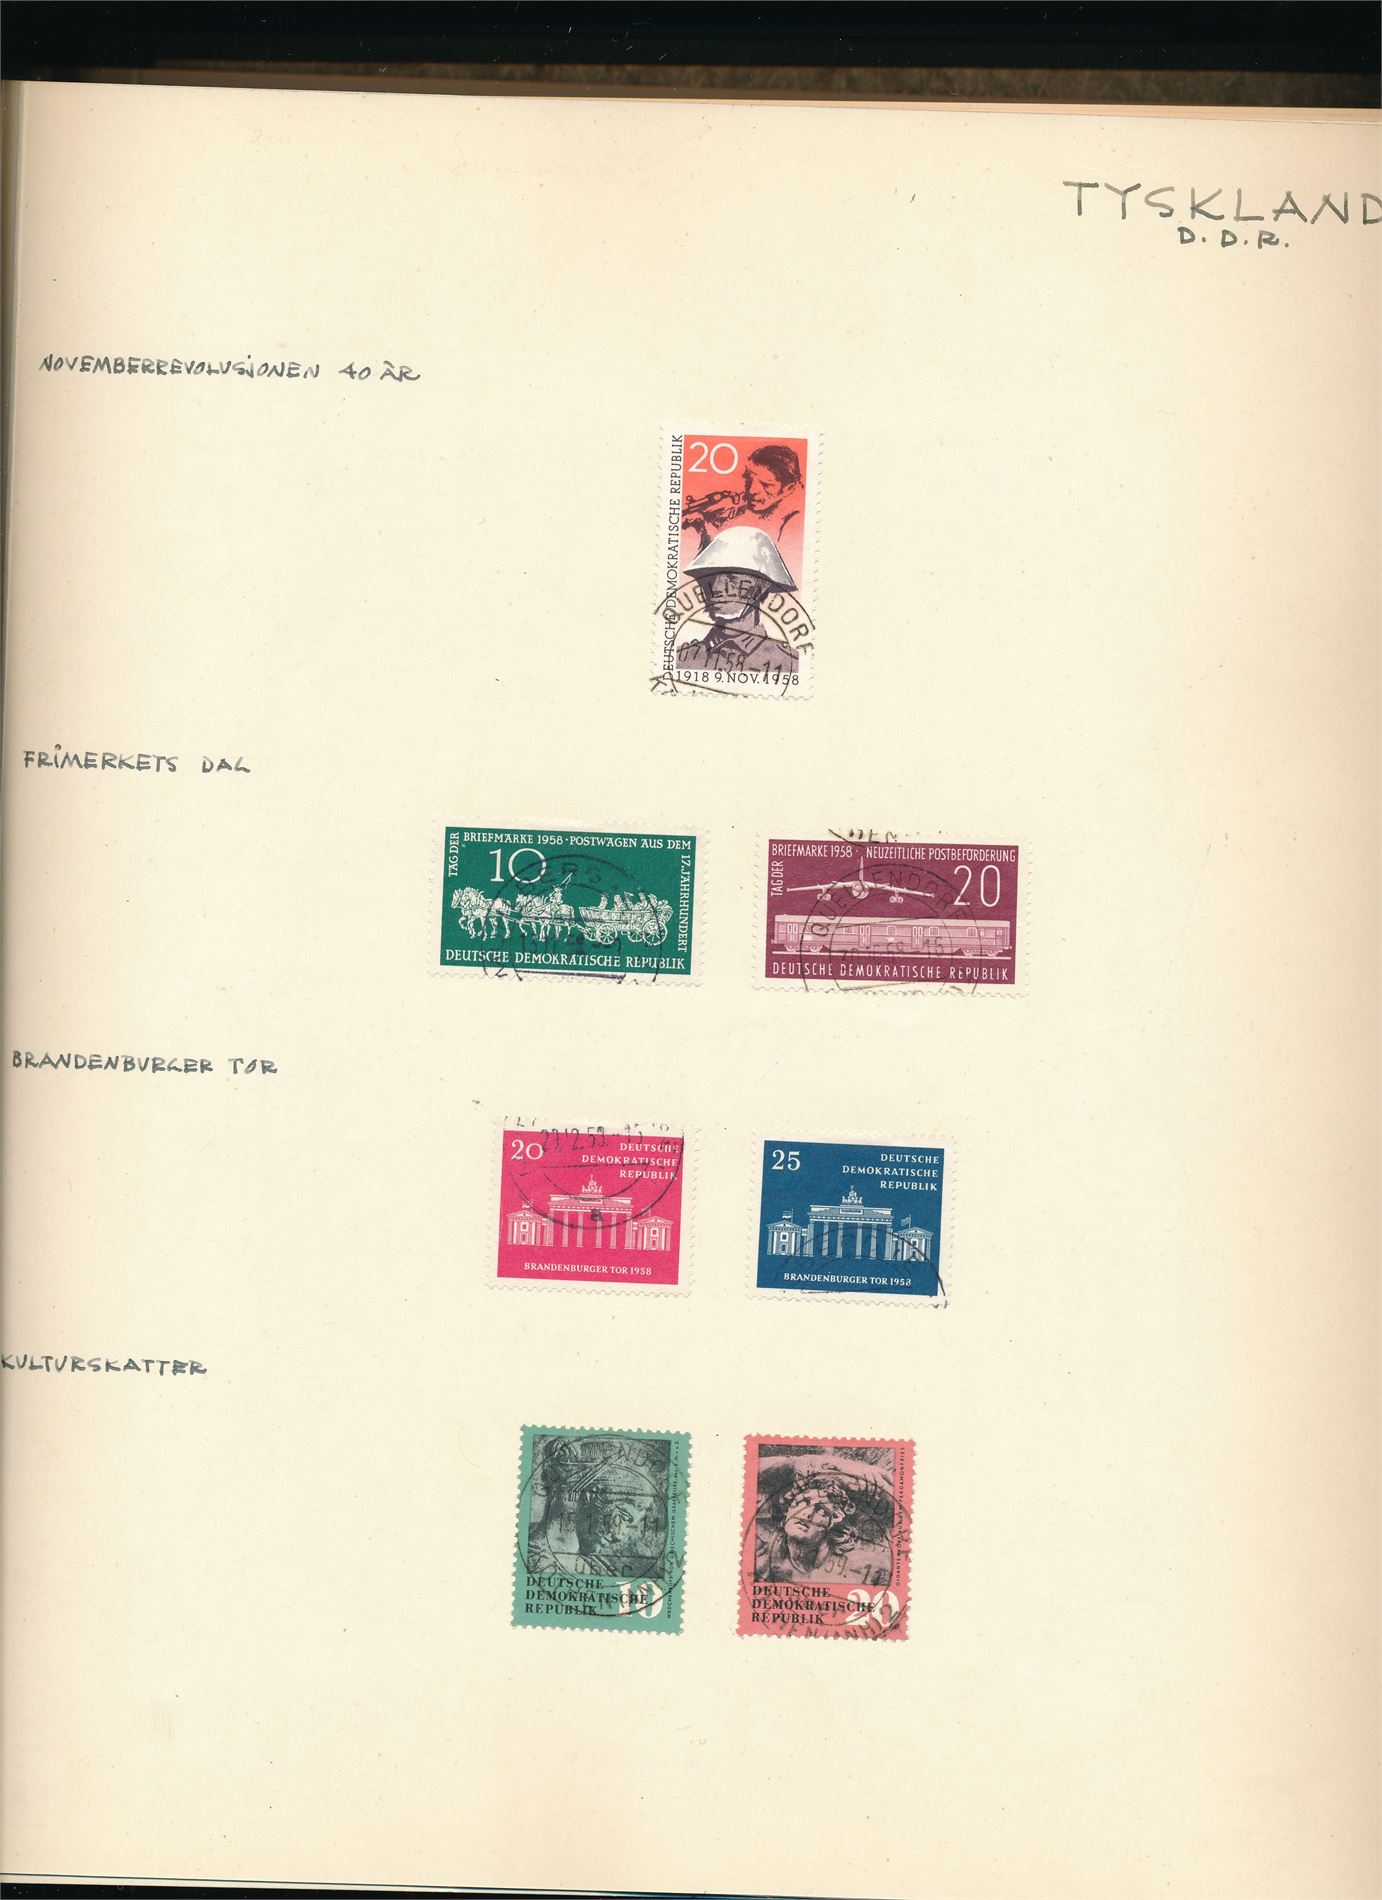 TYSKLAND
D.D.R.
NOVEMBERREVOLUSJONEN 40 ÅR
20
DEUTSCHE DEMOKRATISCHE REPUBLIK
QUELLENDORF
1918 9. NOV. 1958
FRIMERKETS DAG
TAG DER BRIEFMARKE 1958 · POSTWAGEN AUS DEM 17. JAHRHUNDERT
10
DEUTSCHE DEMOKRATISCHE REPUBLIK
TAG DER BRIEFMARKE 1958 · NEUZEITLICHE POSTBEFÖRDERUNG
20
QUELLENDORF
DEUTSCHE DEMOKRATISCHE REPUBLIK
BRANDENBURGER TOR
20
DEUTSCHE
DEMOKRATISCHE
REPUBLIK
a
BRANDENBURGER TOR 1958
25
DEUTSCHE
DEMOKRATISCHE
REPUBLIK
BRANDENBURGER TOR 1958
KULTURSKATTER
DEUTSCHE
DEMOKRATISCHE
REPUBLIK
10
DEUTSCHE
DEMOKRATISCHE
REPUBLIK
20